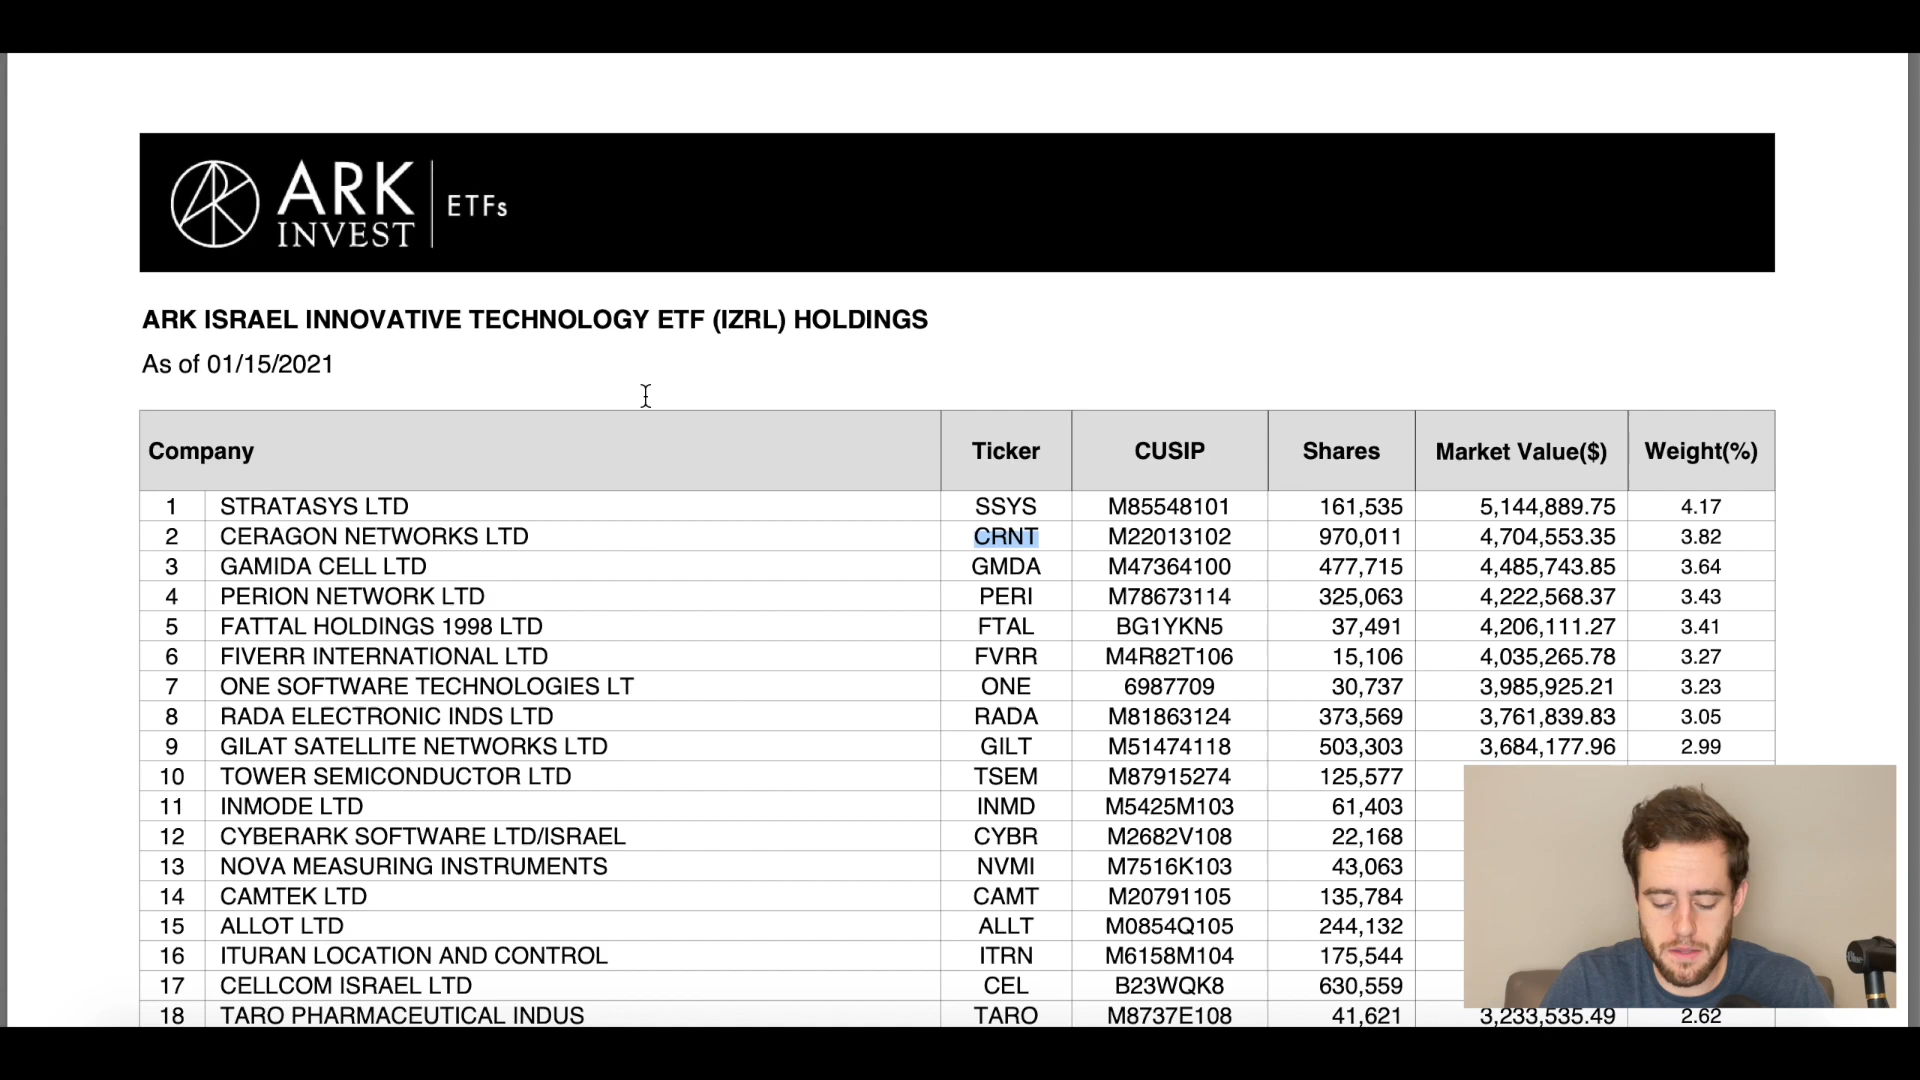 ARK INVEST | ETFs
ARK ISRAEL INNOVATIVE TECHNOLOGY ETF (IZRL) HOLDINGS
As of 01/15/2021
Company Ticker CUSIP Shares Market Value($) Weight(%)
1 STRATASYS LTD SSYS M85548101 161,535 5,144,889.75 4.17
2 CERAGON NETWORKS LTD CRNT M22013102 970,011 4,704,553.35 3.82
3 GAMIDA CELL LTD GMDA M47364100 477,715 4,485,743.85 3.64
4 PERION NETWORK LTD PERI M78673114 325,063 4,222,568.37 3.43
5 FATTAL HOLDINGS 1998 LTD FTAL BG1YKN5 37,491 4,206,111.27 3.41
6 FIVERR INTERNATIONAL LTD FVRR M4R82T106 15,106 4,035,265.78 3.27
7 ONE SOFTWARE TECHNOLOGIES LT ONE 6987709 30,737 3,985,925.21 3.23
8 RADA ELECTRONIC INDS LTD RADA M81863124 373,569 3,761,839.83 3.05
9 GILAT SATELLITE NETWORKS LTD GILT M51474118 503,303 3,684,177.96 2.99
10 TOWER SEMICONDUCTOR LTD TSEM M87915274 125,577
11 INMODE LTD INMD M5425M103 61,403
12 CYBERARK SOFTWARE LTD/ISRAEL CYBR M2682V108 22,168
13 NOVA MEASURING INSTRUMENTS NVMI M7516K103 43,063
14 CAMTEK LTD CAMT M20791105 135,784
15 ALLOT LTD ALLT M0854Q105 244,132
16 ITURAN LOCATION AND CONTROL ITRN M6158M104 175,544
17 CELLCOM ISRAEL LTD CEL B23WQK8 630,559
18 TARO PHARMACEUTICAL INDUS TARO M8737E108 41,621 3,233,535.49 2.62